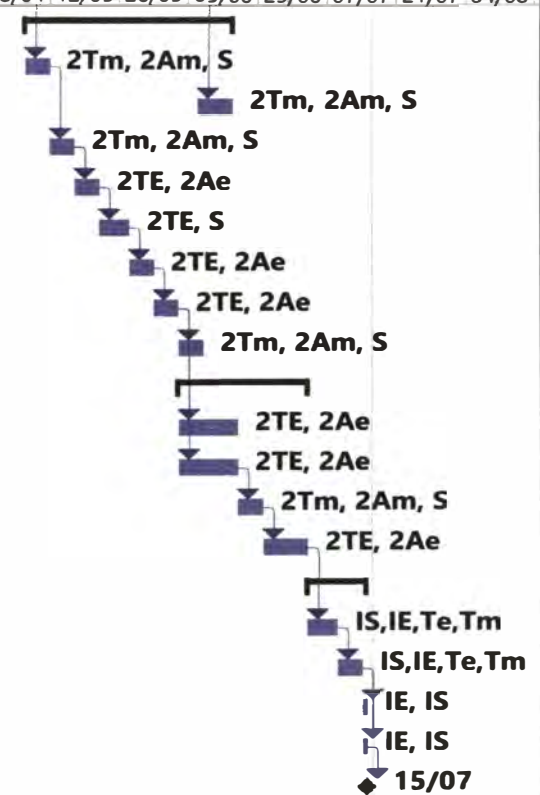 2Tm, 2Am, S
2Tm, 2Am, S
2Tm, 2Am, S
2TE, 2Ae
2TE, S
2TE, 2Ae
2TE, 2Ae
2Tm, 2Am, S
2TE, 2Ae
2TE, 2Ae
2Tm, 2Am, S
2TE, 2Ae
IS,IE,Te,Tm
IS,IE,Te,Tm
IE, IS
IE, IS
15/07